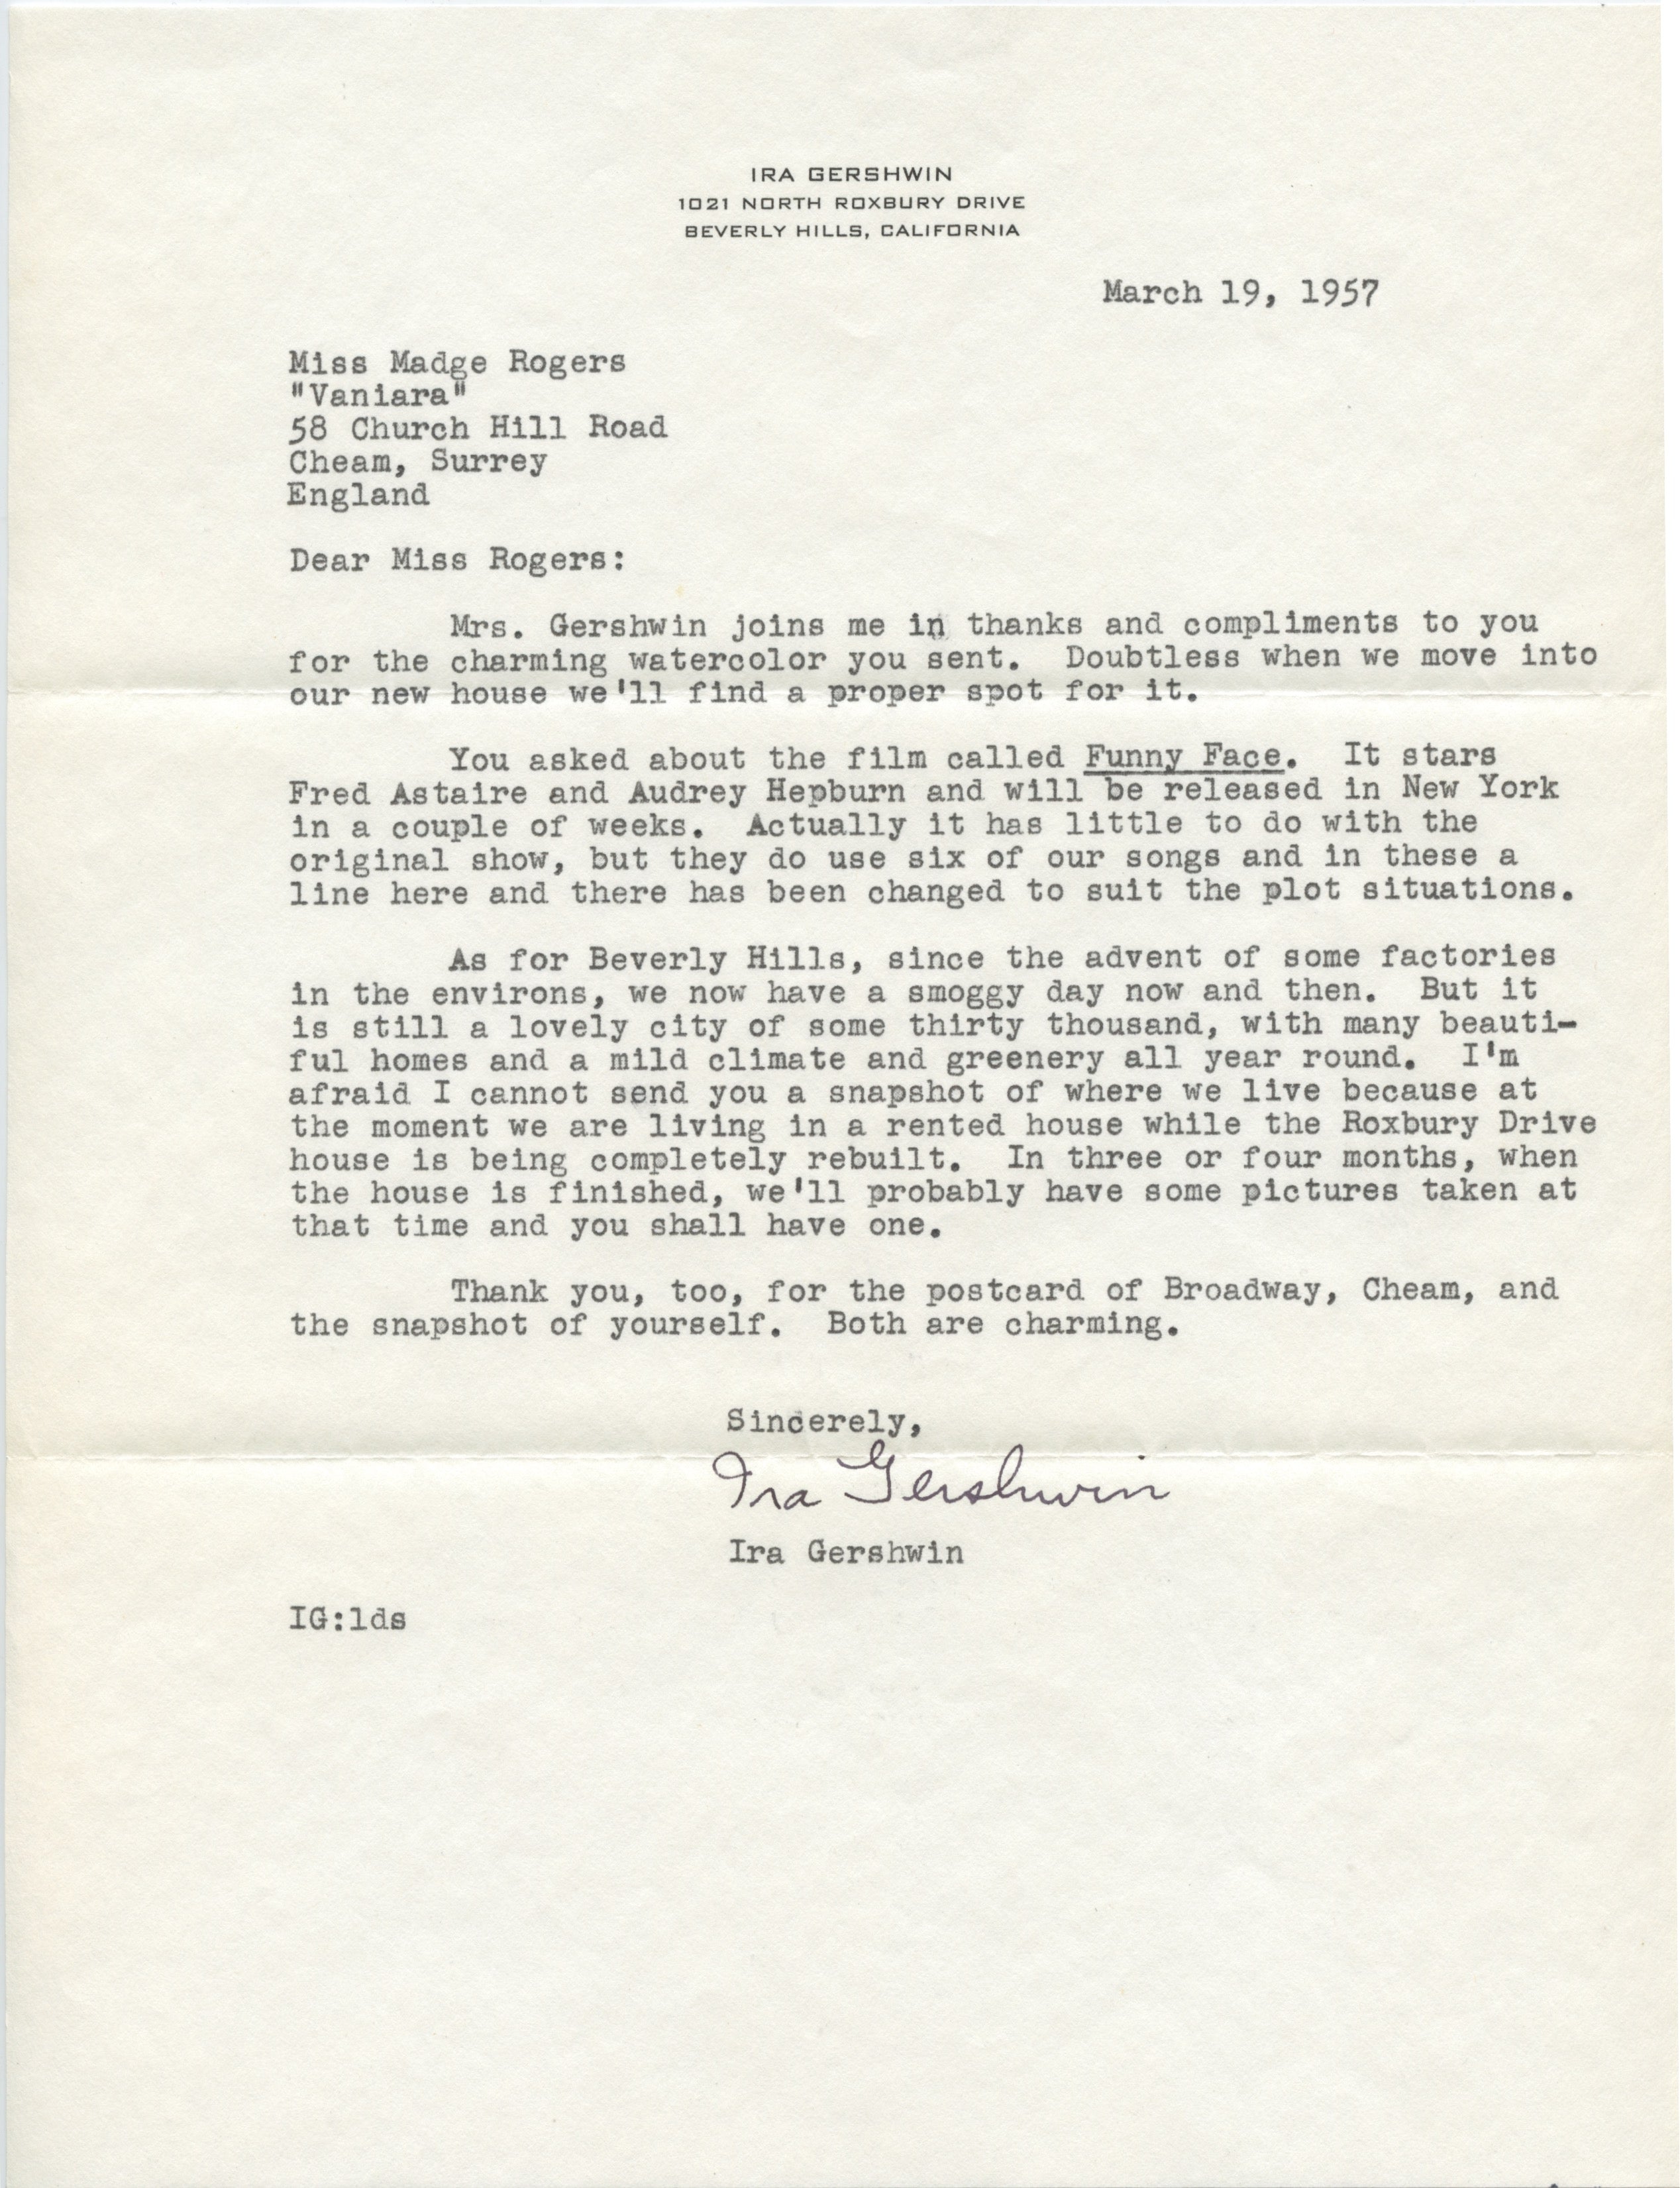 IRA GERSHWIN
1021 NORTH ROXBURY DRIVE
BEVERLY HILLS, CALIFORNIA
March 19, 1957
Miss Madge Rogers
"Vaniara"
58 Church Hill Road
Cheam, Surrey
England
Dear Miss Rogers:
Mrs. Gershwin joins me in thanks and compliments to you
for the charming watercolor you sent. Doubtless when we move into
our new house we'll find a proper spot for it.
You asked about the film called Funny Face. It stars
Fred Astaire and Audrey Hepburn and will be released in New York
in a couple of weeks. Actually it has little to do with the
original show, but they do use six of our songs and in these a
line here and there has been changed to suit the plot situations.
As for Beverly Hills, since the advent of some factories
in the environs, we now have a smoggy day now and then. But it
is still a lovely city of some thirty thousand, with many beauti-
ful homes and a mild climate and greenery all year round. I'm
afraid I cannot send you a snapshot of where we live because at
the moment we are living in a rented house while the Roxbury Drive
house is being completely rebuilt. In three or four months, when
the house is finished, we'll probably have some pictures taken at
that time and you shall have one.
Thank you, too, for the postcard of Broadway, Cheam, and
the snapshot of yourself. Both are charming.
Sincerely,
Ira Gershwin
Ira Gershwin
IG:lds